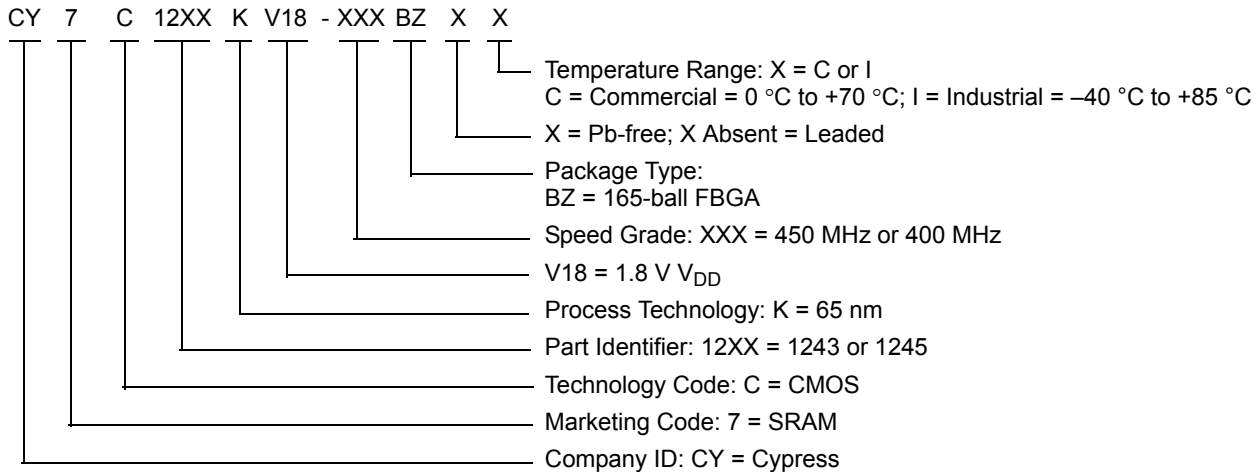 CY 7 C 12XX K V18 - XXX BZ X X
Temperature Range: X = C or I
C = Commercial = 0 °C to +70 °C; I = Industrial = –40 °C to +85 °C
X = Pb-free; X Absent = Leaded
Package Type:
BZ = 165-ball FBGA
Speed Grade: XXX = 450 MHz or 400 MHz
V18 = 1.8 V VDD
Process Technology: K = 65 nm
Part Identifier: 12XX = 1243 or 1245
Technology Code: C = CMOS
Marketing Code: 7 = SRAM
Company ID: CY = Cypress